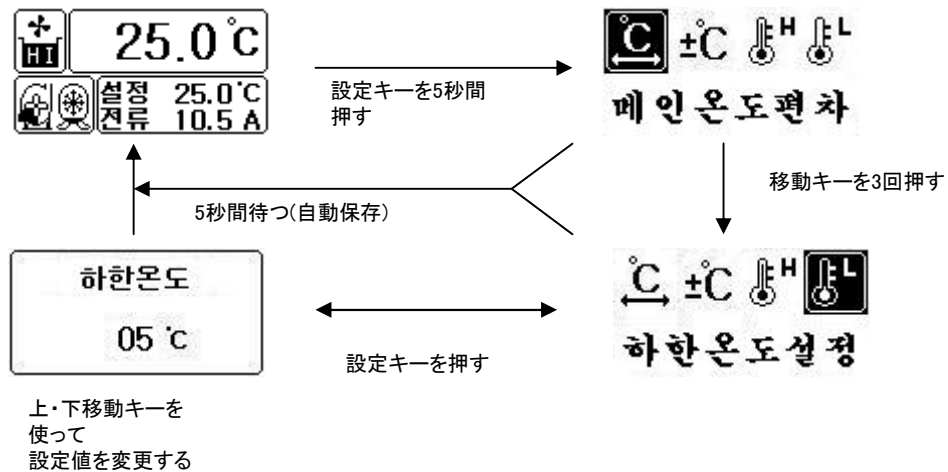 HI
25.0℃
설정 25.0℃
전류 10.5 A
設定キーを5秒間
押す
℃ ±℃ H L
메인온도편차
5秒間待つ(自動保存)
移動キーを3回押す
하한온도
05 ℃
設定キーを押す
℃ ±℃ H L
하한온도설정
上・下移動キーを
使って
設定値を変更する